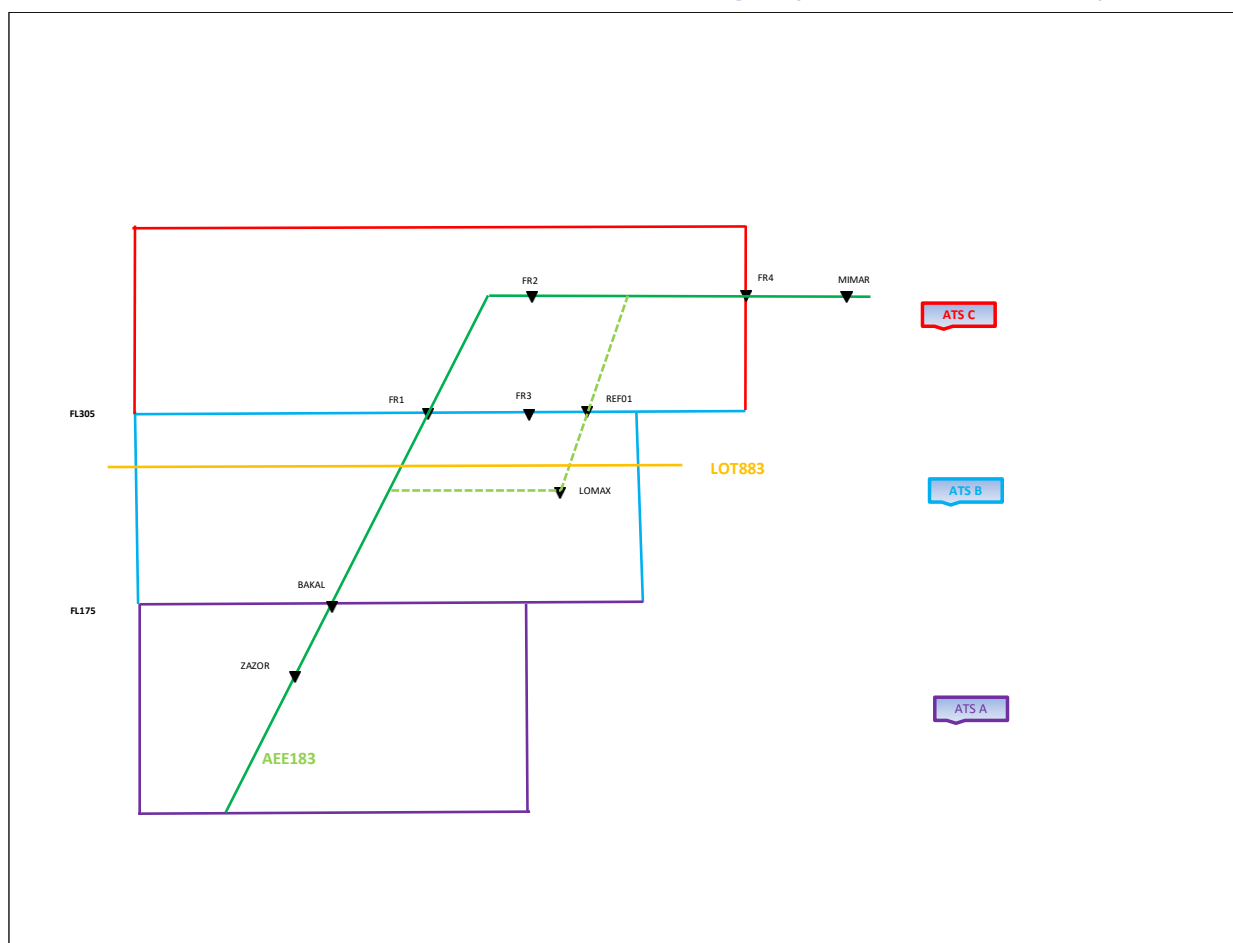 FR2
FR4
MIMAR
ATS C
FL305
FR1
FR3
REF01
LOT883
ATS B
LOMAX
BAKAL
FL175
ZAZOR
ATS A
AEE183